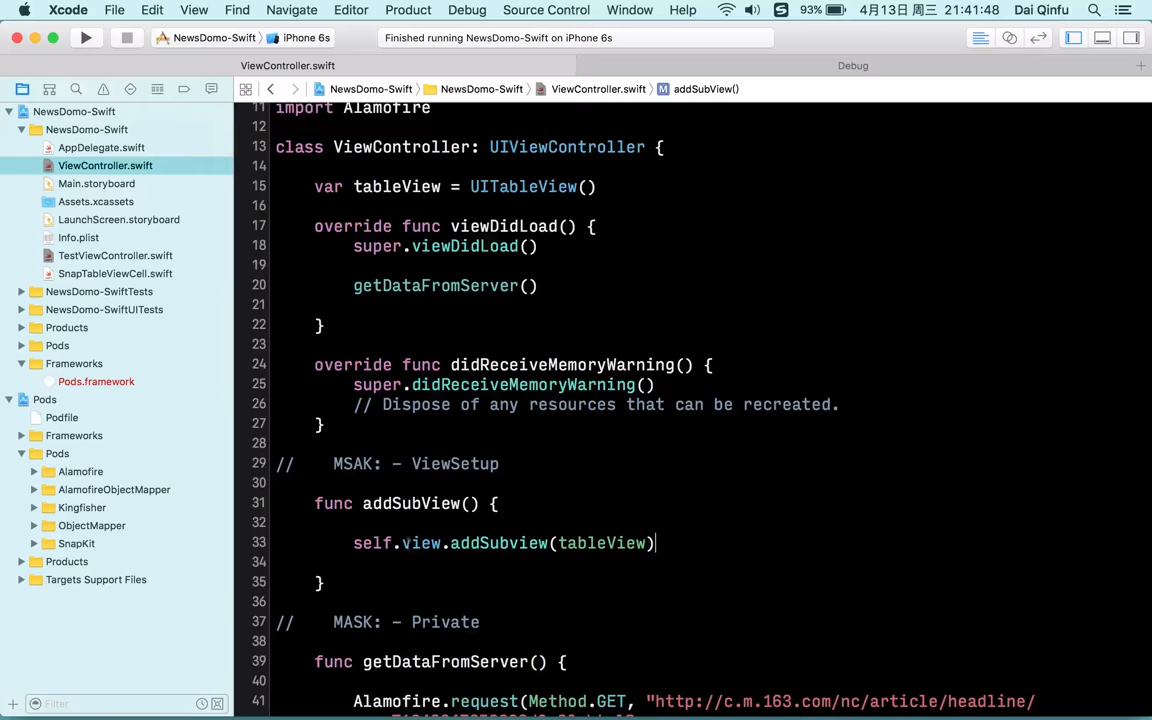 Xcode File Edit View Find Navigate Editor Product Debug Source Control Window Help 93% 4月13日 周三 21:41:48 Dai Qinfu
NewsDomo-Swift iPhone 6s Finished running NewsDomo-Swift on iPhone 6s
ViewController.swift Debug
NewsDomo-Swift NewsDomo-Swift ViewController.swift M addSubView()
NewsDomo-Swift
NewsDomo-Swift
AppDelegate.swift
ViewController.swift
Main.storyboard
Assets.xcassets
LaunchScreen.storyboard
Info.plist
TestViewController.swift
SnapTableViewCell.swift
NewsDomo-SwiftTests
NewsDomo-SwiftUITests
Products
Pods
Frameworks
Pods.framework
Pods
Podfile
Frameworks
Pods
Alamofire
AlamofireObjectMapper
Kingfisher
ObjectMapper
SnapKit
Products
Targets Support Files
Filter
11 import Alamofire
12
13 class ViewController: UIViewController {
14
15 var tableView = UITableView()
16
17 override func viewDidLoad() {
18 super.viewDidLoad()
19
20 getDataFromServer()
21
22 }
23
24 override func didReceiveMemoryWarning() {
25 super.didReceiveMemoryWarning()
26 // Dispose of any resources that can be recreated.
27 }
28
29 // MSAK: - ViewSetup
30
31 func addSubView() {
32
33 self.view.addSubview(tableView)
34
35 }
36
37 // MASK: - Private
38
39 func getDataFromServer() {
40
41 Alamofire.request(Method.GET, "http://c.m.163.com/nc/article/headline/